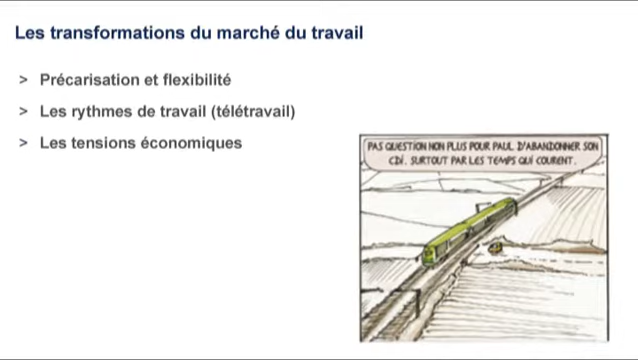 Les transformations du marché du travail
> Précarisation et flexibilité
> Les rythmes de travail (télétravail)
> Les tensions économiques
PAS QUESTION NON PLUS POUR PAUL D'ABANDONNER SON
CDI. SURTOUT PAR LES TEMPS QUI COURENT.